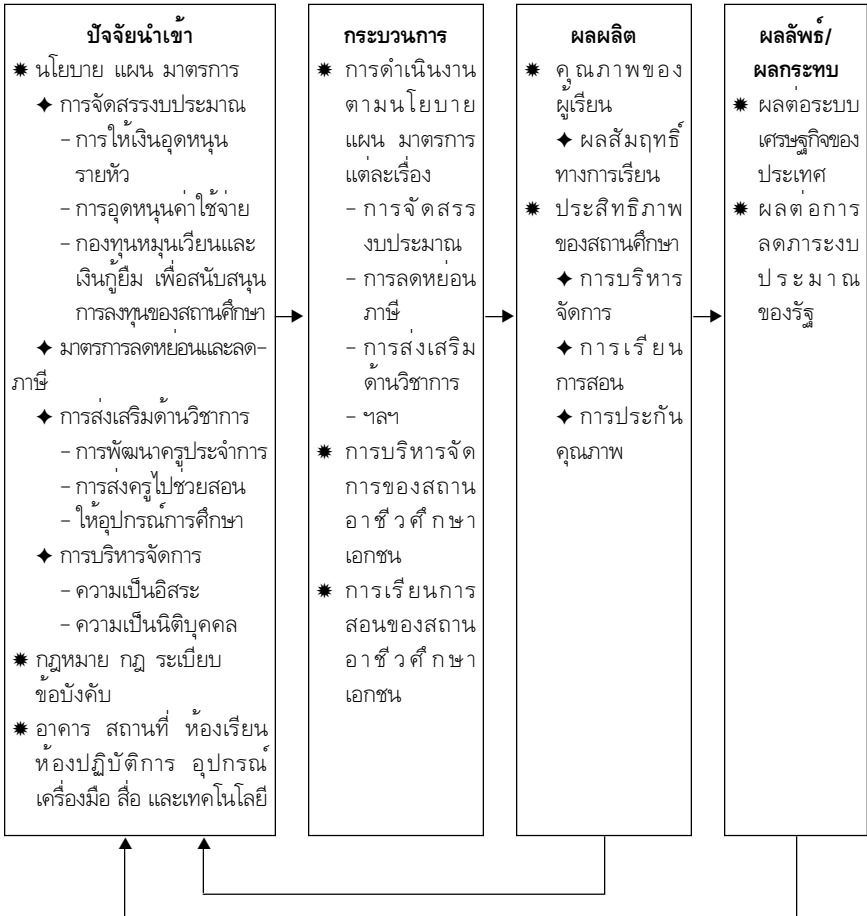 ปัจจัยนำเข้า
✹ นโยบาย แผน มาตรการ
✦ การจัดสรรงบประมาณ
- การให้เงินอุดหนุน
รายหัว
- การอุดหนุนค่าใช้จ่าย
- กองทุนหมุนเวียนและ
เงินกู้ยืม เพื่อสนับสนุน
การลงทุนของสถานศึกษา
✦ มาตรการลดหย่อนและลด-
ภาษี
✦ การส่งเสริมด้านวิชาการ
- การพัฒนาครูประจำการ
- การส่งครูไปช่วยสอน
- ให้อุปกรณ์การศึกษา
✦ การบริหารจัดการ
- ความเป็นอิสระ
- ความเป็นนิติบุคคล
✹ กฎหมาย กฎ ระเบียบ
ข้อบังคับ
✹ อาคาร สถานที่ ห้องเรียน
ห้องปฏิบัติการ อุปกรณ์
เครื่องมือ สื่อ และเทคโนโลยี
กระบวนการ
✹ การดำเนินงาน
ตามนโยบาย
แผน มาตรการ
แต่ละเรื่อง
- การจัดสรร
งบประมาณ
- การลดหย่อน
ภาษี
- การส่งเสริม
ด้านวิชาการ
- ฯลฯ
✹ การบริหารจัด
การของสถาน
อาชีวศึกษา
เอกชน
✹ การเรียนการ
สอนของสถาน
อาชีวศึกษา
เอกชน
ผลผลิต
✹ คุณภาพของ
ผู้เรียน
✦ ผลสัมฤทธิ์
ทางการเรียน
✹ ประสิทธิภาพ
ของสถานศึกษา
✦ การบริหาร
จัดการ
✦ การเรียน
การสอน
✦ การประกัน
คุณภาพ
ผลลัพธ์/
ผลกระทบ
✹ ผลต่อระบบ
เศรษฐกิจของ
ประเทศ
✹ ผลต่อการ
ลดภาระงบ
ประมาณ
ของรัฐ